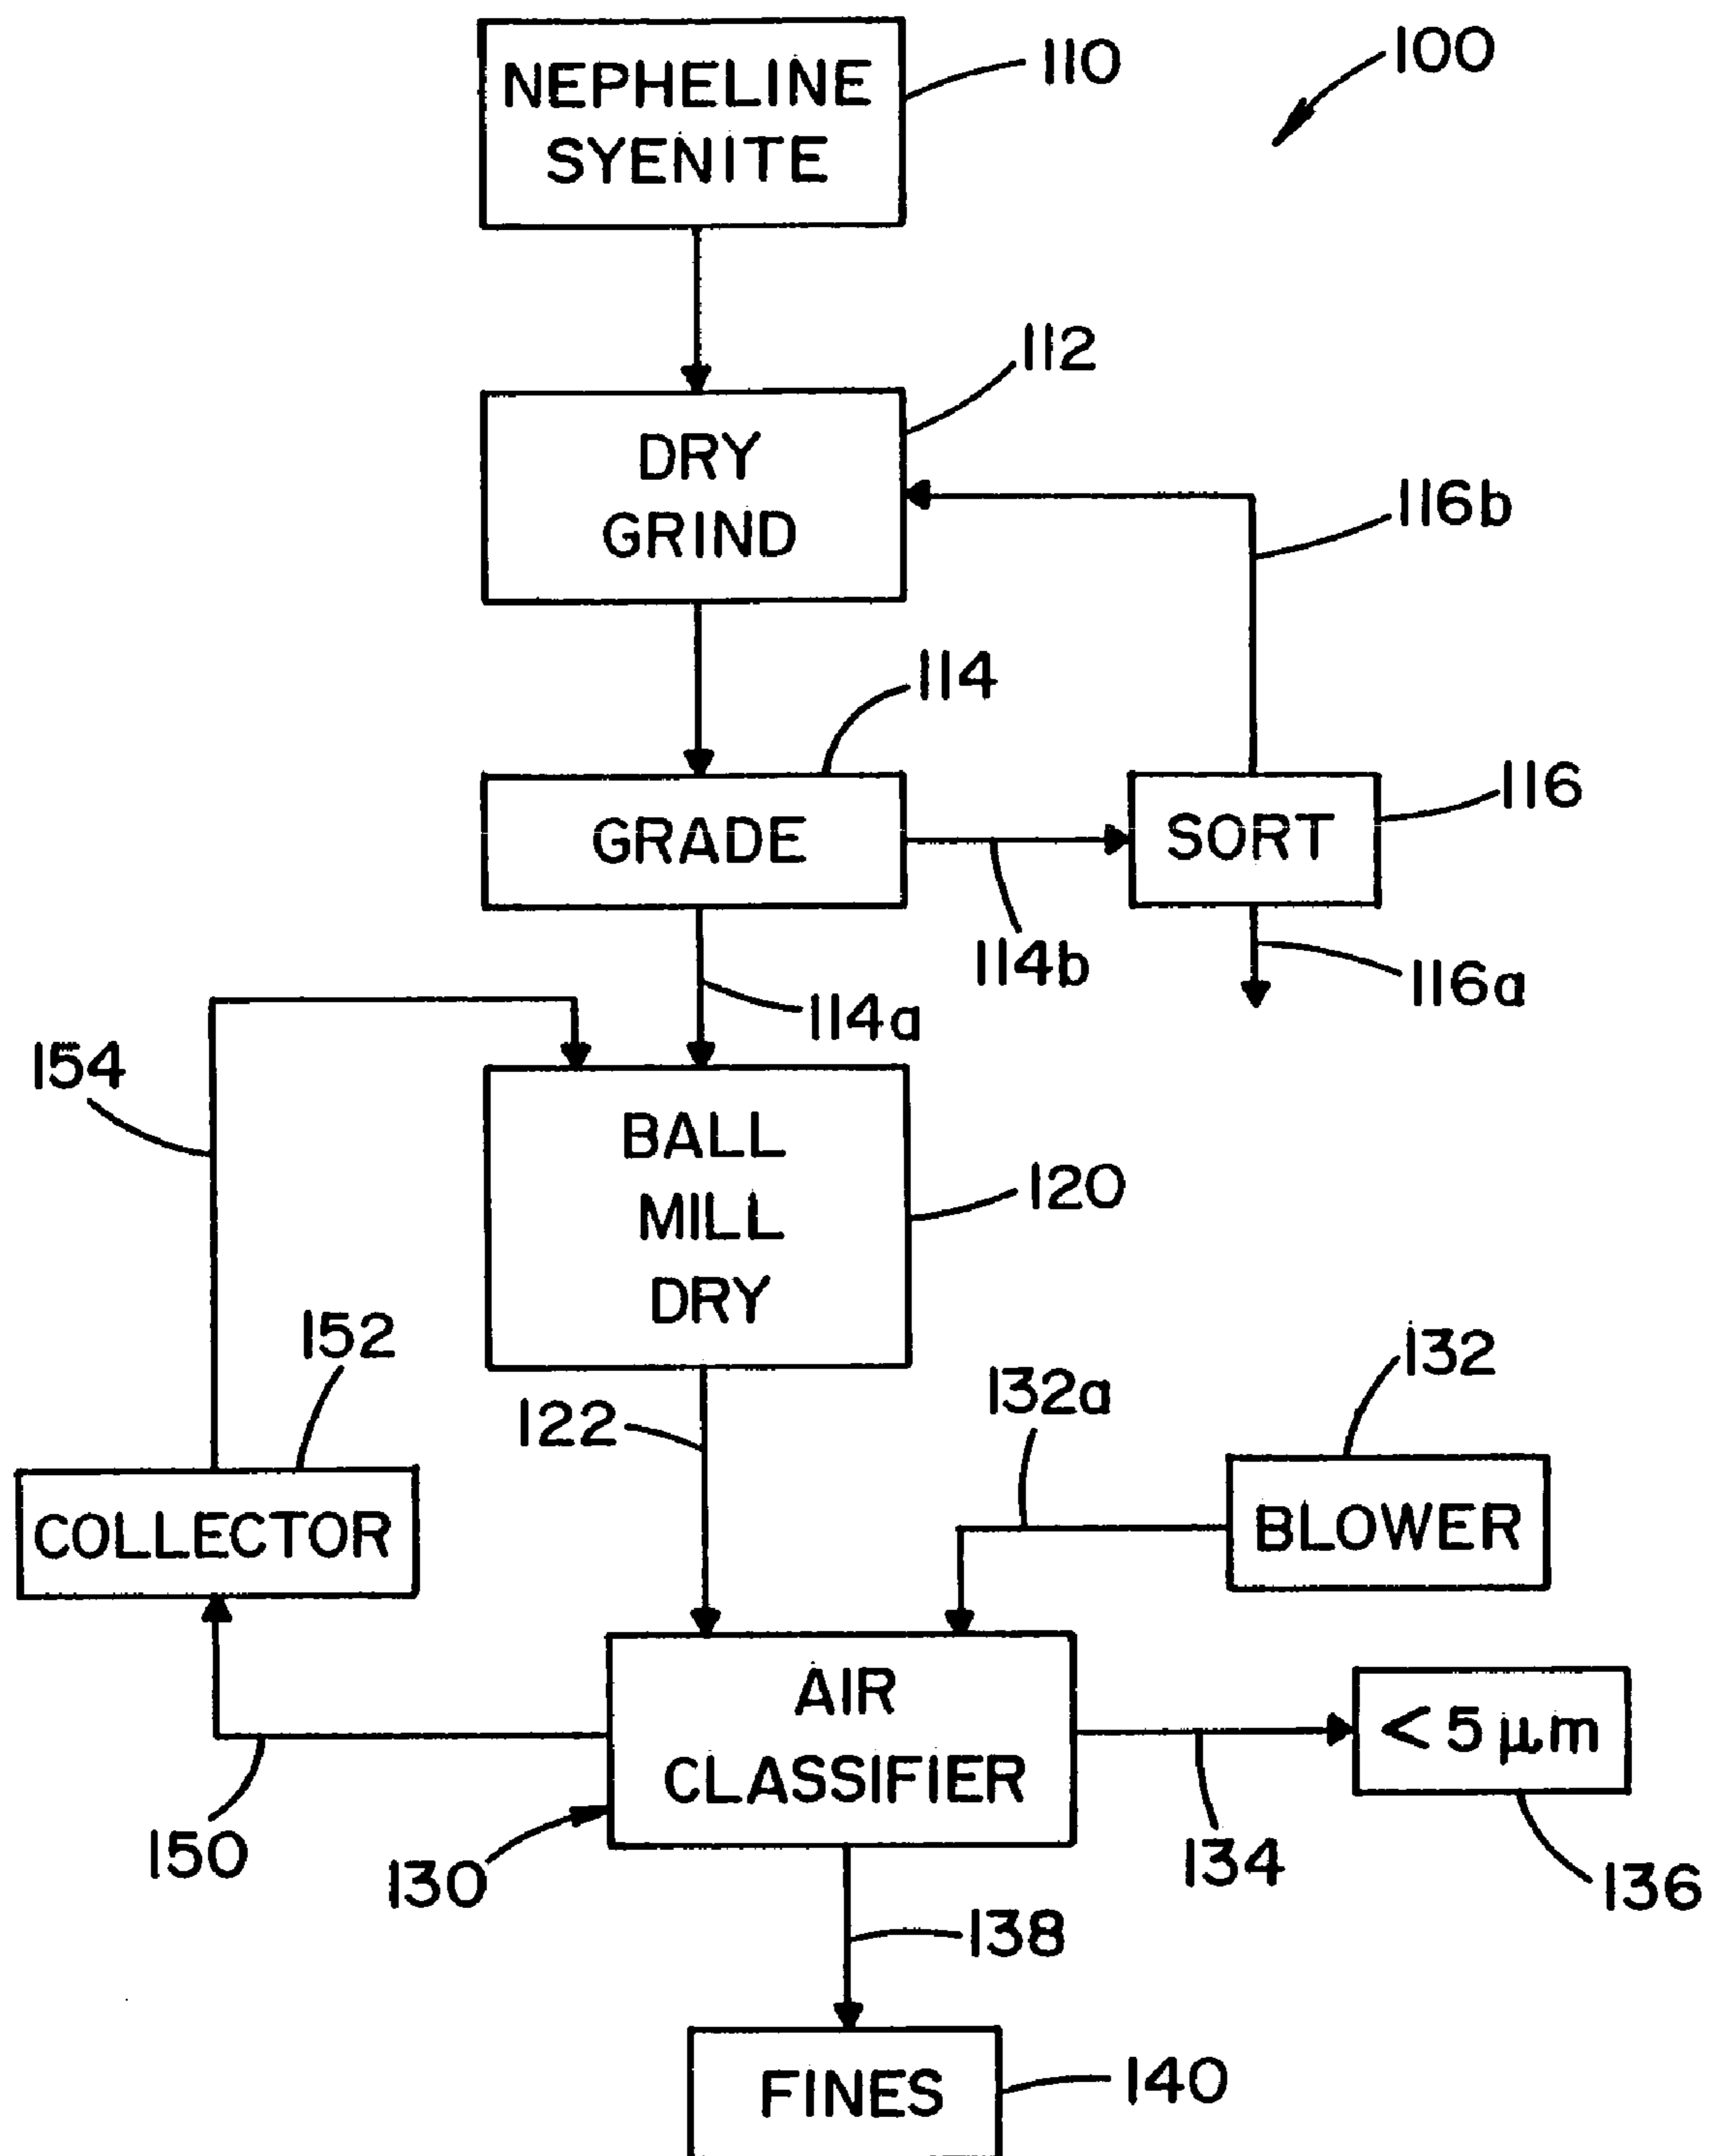 NEPHELINE
SYENITE
110
100
112
DRY
GRIND
116b
114
GRADE
SORT
116
114b
116a
114a
154
BALL
MILL
DRY
120
152
132
132a
122
COLLECTOR
BLOWER
AIR
CLASSIFIER
< 5 μm
150
130
134
136
138
FINES
140